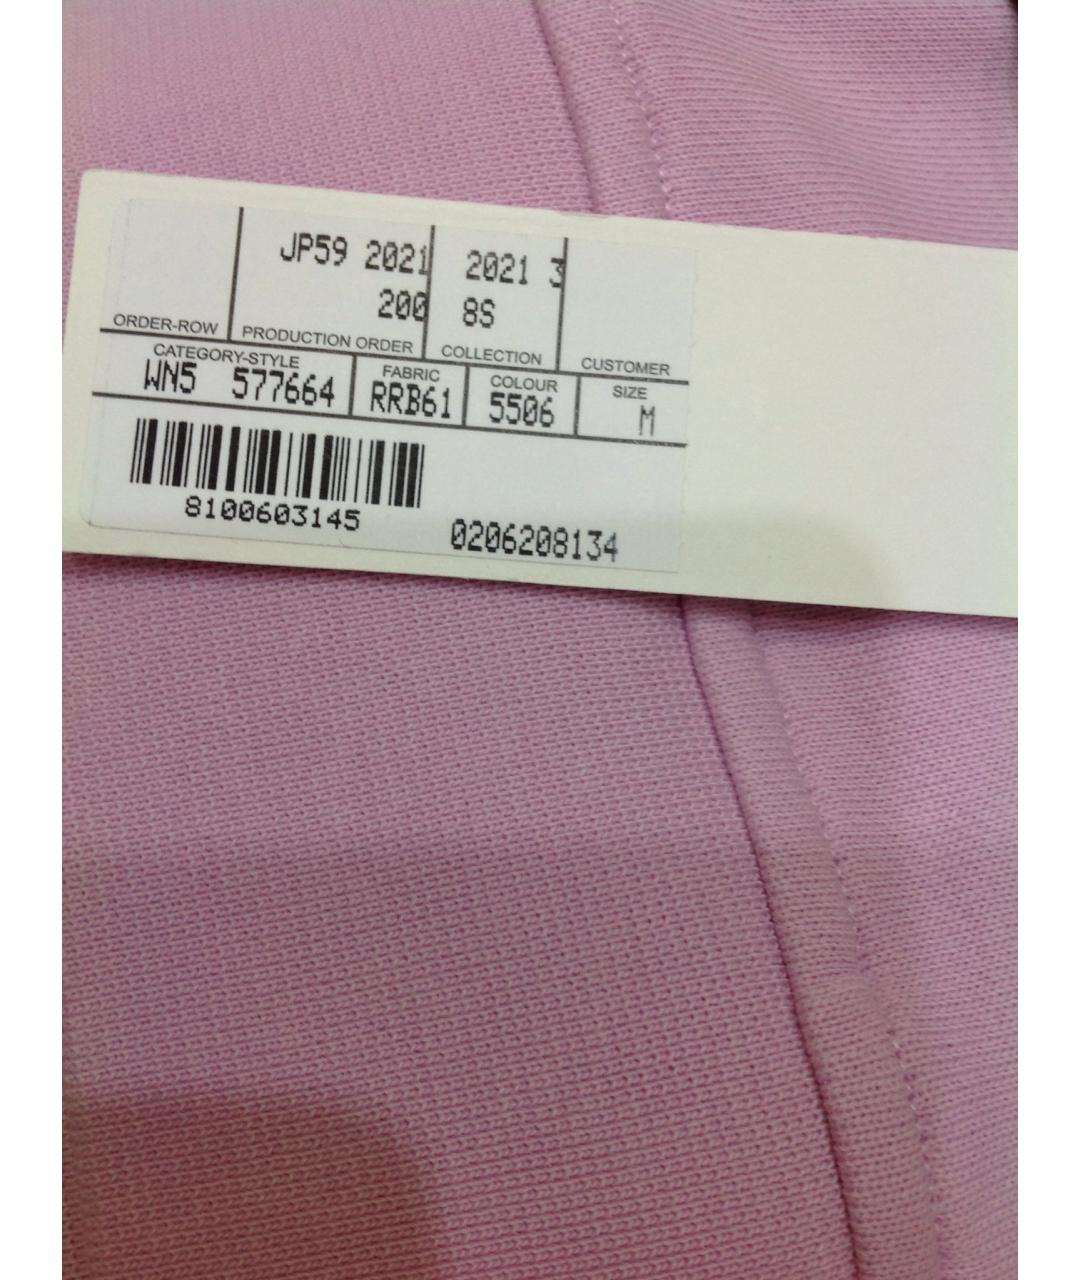 JP59 2021
200
2021 3
8S
ORDER-ROW
PRODUCTION ORDER
COLLECTION
CUSTOMER
CATEGORY-STYLE
WN5 577664
FABRIC
RRB61
COLOUR
5506
SIZE
M
8100603145
0206208134